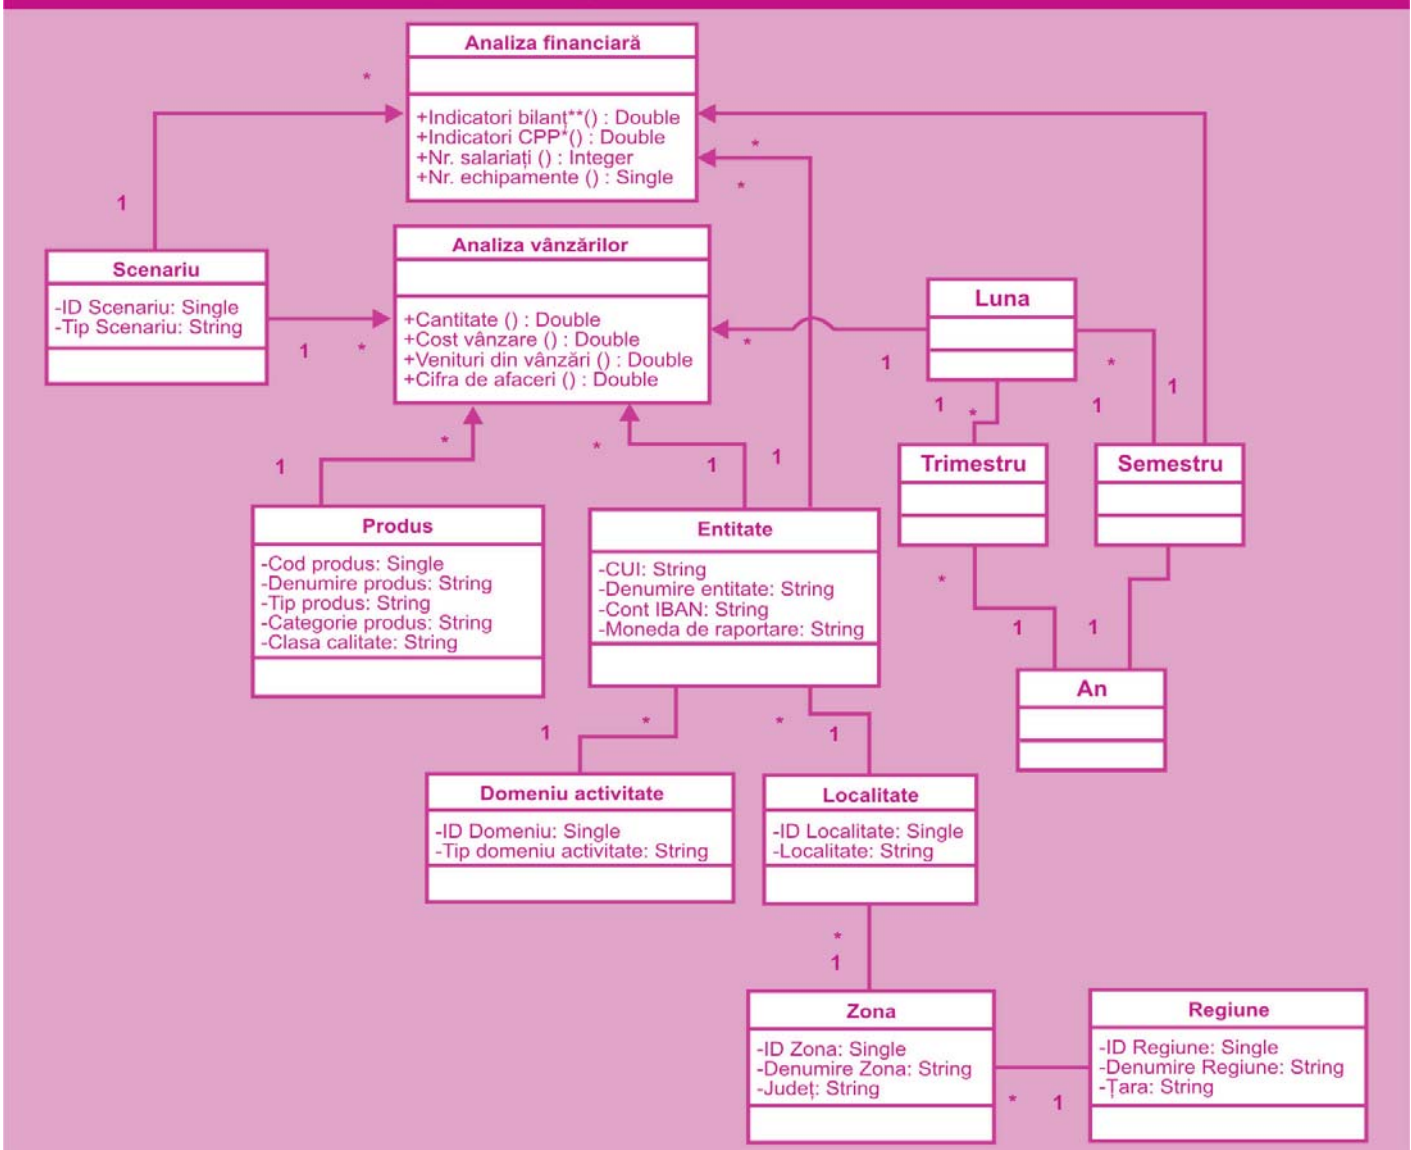 Analiza financiară
+Indicatori bilanț**() : Double
+Indicatori CPP*() : Double
+Nr. salariați () : Integer
+Nr. echipamente () : Single
*
1
*
*
Scenariu
-ID Scenariu: Single
-Tip Scenariu: String
1
*
Analiza vânzărilor
+Cantitate () : Double
+Cost vânzare () : Double
+Venituri din vânzări () : Double
+Cifra de afaceri () : Double
Luna
*
1
*
1
1
*
1
Trimestru
Semestru
*
1
*
1
1
Produs
-Cod produs: Single
-Denumire produs: String
-Tip produs: String
-Categorie produs: String
-Clasa calitate: String
Entitate
-CUI: String
-Denumire entitate: String
-Cont IBAN: String
-Moneda de raportare: String
*
1
1
An
1
*
*
1
Domeniu activitate
-ID Domeniu: Single
-Tip domeniu activitate: String
Localitate
-ID Localitate: Single
-Localitate: String
*
1
Zona
-ID Zona: Single
-Denumire Zona: String
-Județ: String
*
1
Regiune
-ID Regiune: Single
-Denumire Regiune: String
-Țara: String